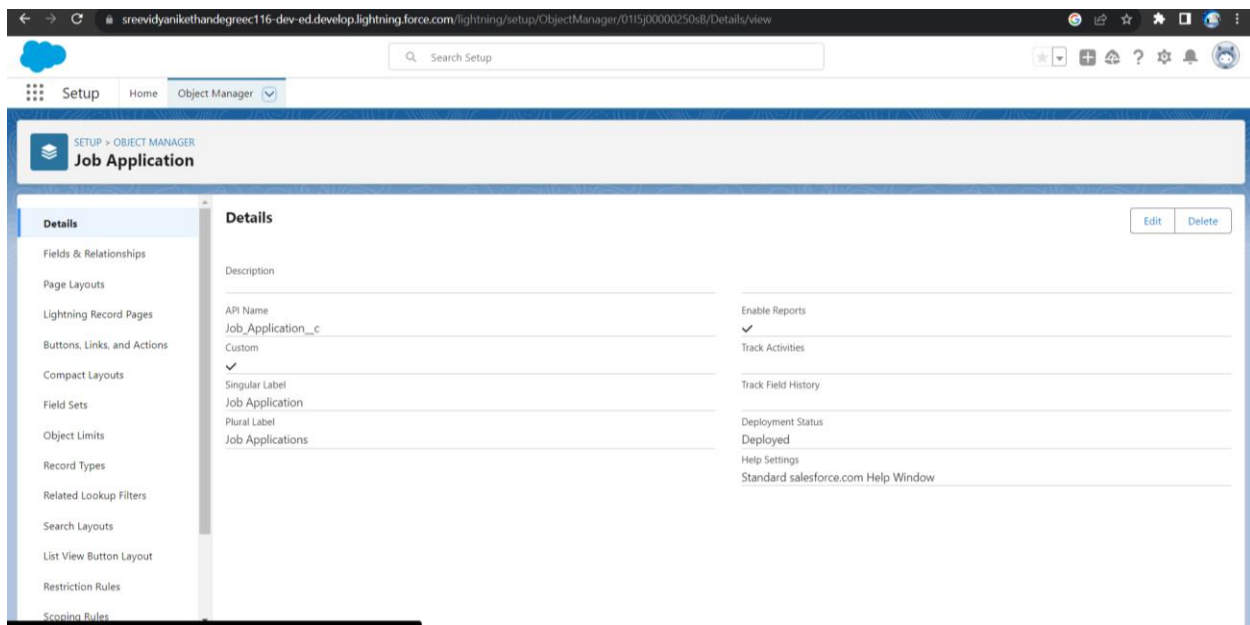 sreevidyanikethandegreec116-dev-ed.develop.lightning.force.com/lightning/setup/ObjectManager/01I5j00000250sB/Details/view
Search Setup
Setup Home Object Manager
SETUP > OBJECT MANAGER
Job Application
Details
Fields & Relationships
Page Layouts
Lightning Record Pages
Buttons, Links, and Actions
Compact Layouts
Field Sets
Object Limits
Record Types
Related Lookup Filters
Search Layouts
List View Button Layout
Restriction Rules
Scoping Rules
Details
Edit Delete
Description
API Name
Job_Application__c
Custom
Singular Label
Job Application
Plural Label
Job Applications
Enable Reports
Track Activities
Track Field History
Deployment Status
Deployed
Help Settings
Standard salesforce.com Help Window